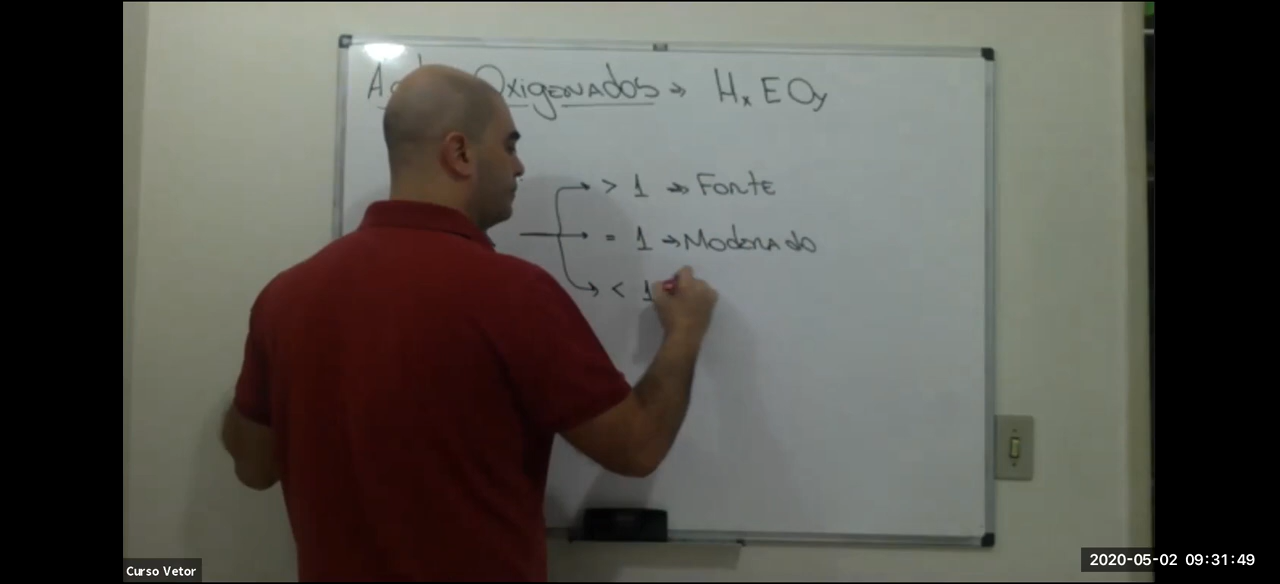 Oxigenados → HxEOy
> 1 → Forte
= 1 → Moderado
< 1
Curso Vetor
2020-05-02 09:31:49